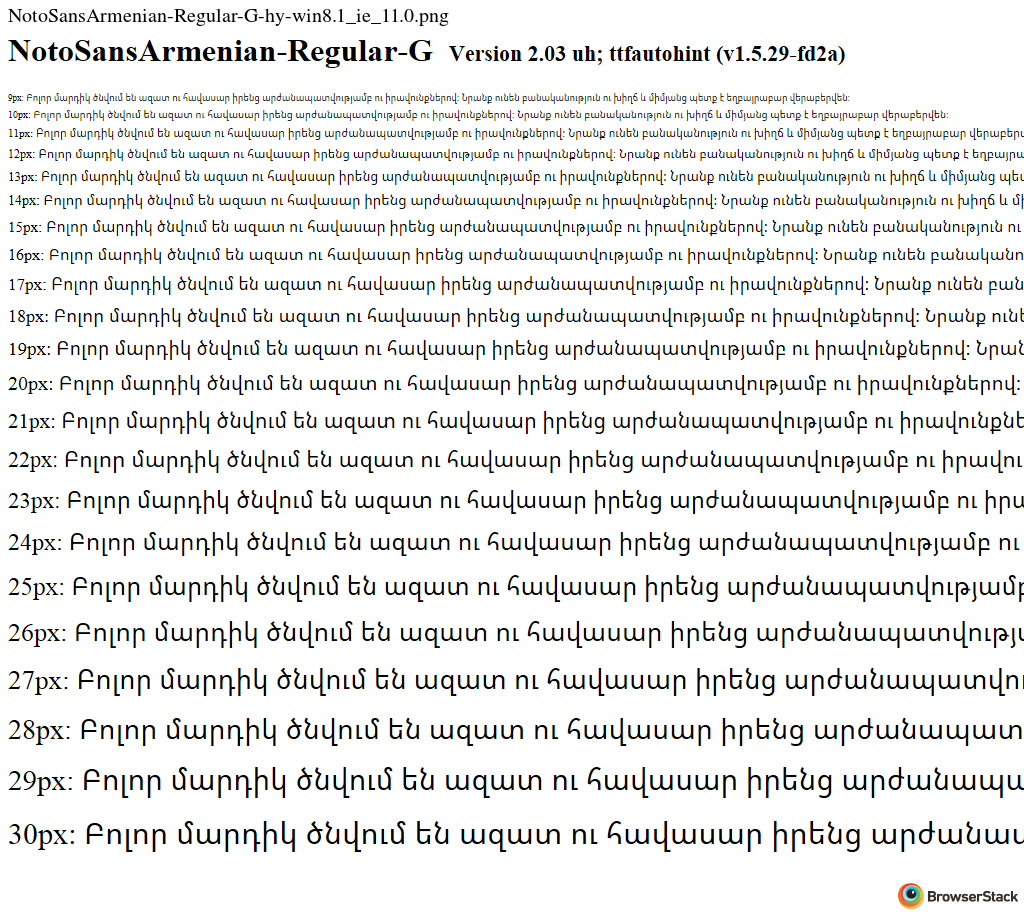 NotoSansArmenian-Regular-G-hy-win8.1_ie_11.0.png
NotoSansArmenian-Regular-G Version 2.03 uh; ttfautohint (v1.5.29-fd2a)
9px: Բոլոր մարդիկ ծնվում են ազատ ու հավասար իրենց արժանապատվությամբ ու իրավունքներով: Նրանք ունեն բանականություն ու խիղճ և միմյանց պետք է եղբայրաբար վերաբերվեն:
10px: Բոլոր մարդիկ ծնվում են ազատ ու հավասար իրենց արժանապատվությամբ ու իրավունքներով: Նրանք ունեն բանականություն ու խիղճ և միմյանց պետք է եղբայրաբար վերաբերվեն:
11px: Բոլոր մարդիկ ծնվում են ազատ ու հավասար իրենց արժանապատվությամբ ու իրավունքներով: Նրանք ունեն բանականություն ու խիղճ և միմյանց պետք է եղբայրաբար
12px: Բոլոր մարդիկ ծնվում են ազատ ու հավասար իրենց արժանապատվությամբ ու իրավունքներով: Նրանք ունեն բանականություն ու խիղճ և միմյանց պետք է
13px: Բոլոր մարդիկ ծնվում են ազատ ու հավասար իրենց արժանապատվությամբ ու իրավունքներով: Նրանք ունեն բանականություն ու խիղճ և միմյանց
14px: Բոլոր մարդիկ ծնվում են ազատ ու հավասար իրենց արժանապատվությամբ ու իրավունքներով: Նրանք ունեն բանականություն ու խիղճ և
15px: Բոլոր մարդիկ ծնվում են ազատ ու հավասար իրենց արժանապատվությամբ ու իրավունքներով: Նրանք ունեն բանականություն ու
16px: Բոլոր մարդիկ ծնվում են ազատ ու հավասար իրենց արժանապատվությամբ ու իրավունքներով: Նրանք ունեն բանականո
17px: Բոլոր մարդիկ ծնվում են ազատ ու հավասար իրենց արժանապատվությամբ ու իրավունքներով: Նրանք ունեն բան
18px: Բոլոր մարդիկ ծնվում են ազատ ու հավասար իրենց արժանապատվությամբ ու իրավունքներով: Նրանք ունե
19px: Բոլոր մարդիկ ծնվում են ազատ ու հավասար իրենց արժանապատվությամբ ու իրավունքներով: Նրան
20px: Բոլոր մարդիկ ծնվում են ազատ ու հավասար իրենց արժանապատվությամբ ու իրավունքներով:
21px: Բոլոր մարդիկ ծնվում են ազատ ու հավասար իրենց արժանապատվությամբ ու իրավունքնե
22px: Բոլոր մարդիկ ծնվում են ազատ ու հավասար իրենց արժանապատվությամբ ու իրավու
23px: Բոլոր մարդիկ ծնվում են ազատ ու հավասար իրենց արժանապատվությամբ ու իրա
24px: Բոլոր մարդիկ ծնվում են ազատ ու հավասար իրենց արժանապատվությամբ ու
25px: Բոլոր մարդիկ ծնվում են ազատ ու հավասար իրենց արժանապատվությամբ
26px: Բոլոր մարդիկ ծնվում են ազատ ու հավասար իրենց արժանապատվությ
27px: Բոլոր մարդիկ ծնվում են ազատ ու հավասար իրենց արժանապատվու
28px: Բոլոր մարդիկ ծնվում են ազատ ու հավասար իրենց արժանապատ
29px: Բոլոր մարդիկ ծնվում են ազատ ու հավասար իրենց արժանապա
30px: Բոլոր մարդիկ ծնվում են ազատ ու հավասար իրենց արժանա
BrowserStack